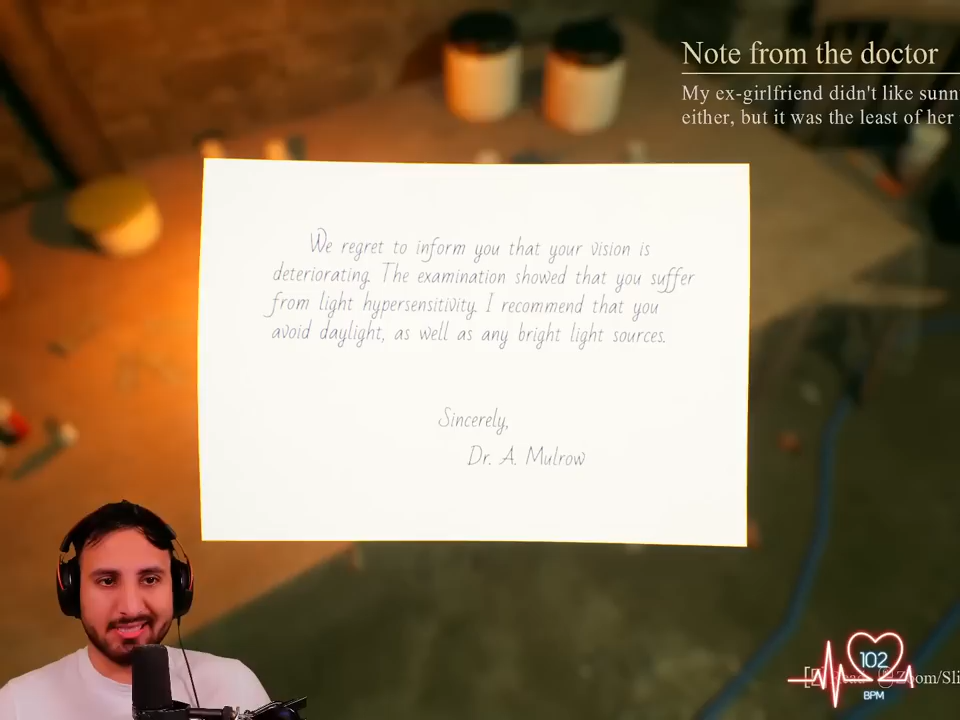 Note from the doctor
My ex-girlfriend didn't like sunn
either, but it was the least of her
We regret to inform you that your vision is
deteriorating. The examination showed that you suffer
from light hypersensitivity. I recommend that you
avoid daylight, as well as any bright light sources.
Sincerely,
Dr. A. Mulrow
102
BPM
Zoom/Sli